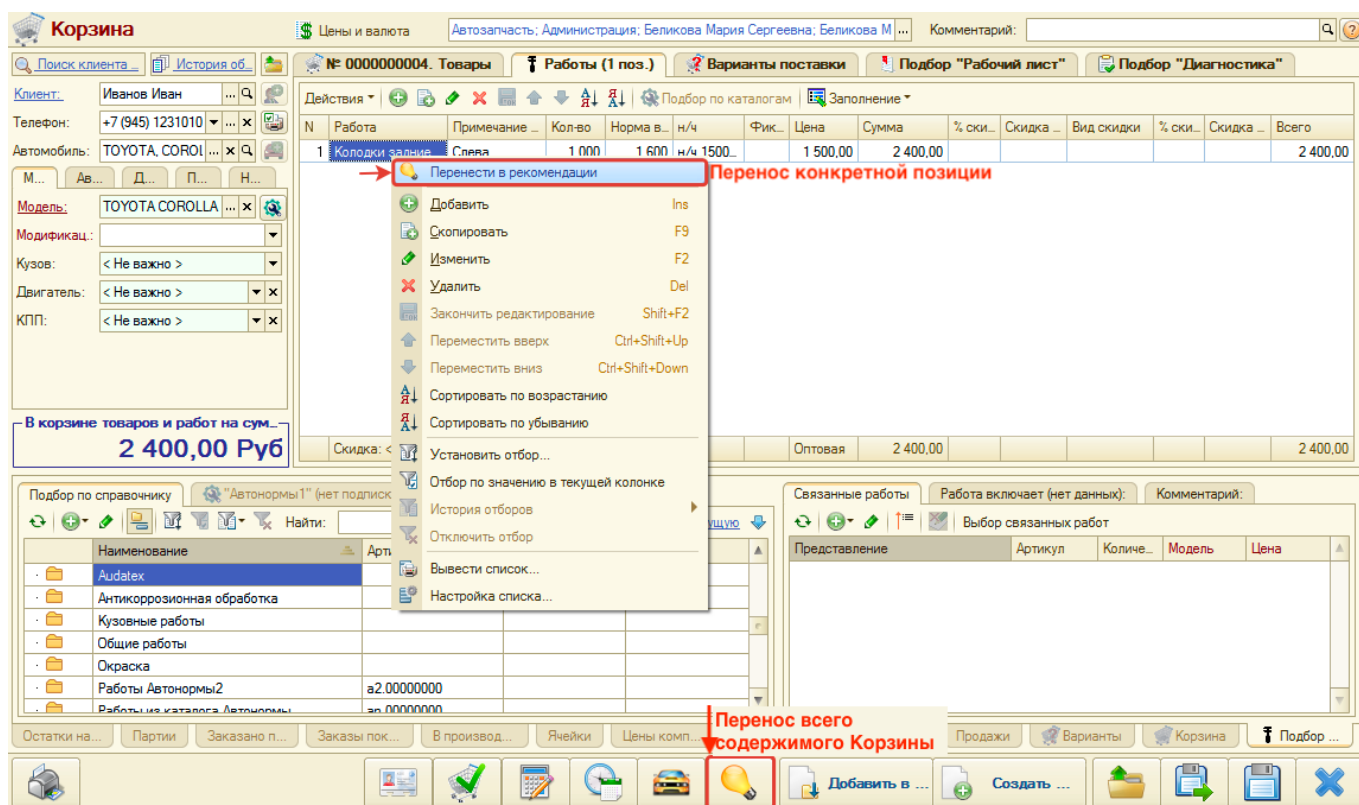 Корзина
Цены и валюта
Автозапчасть; Администрация; Беликова Мария Сергеевна; Беликова М ...
Комментарий:
Поиск клиента ...
История об...
№ 0000000004. Товары
Работы (1 поз.)
Варианты поставки
Подбор "Рабочий лист"
Подбор "Диагностика"
Клиент:
Иванов Иван
Действия
Подбор по каталогам
Заполнение
Телефон:
+7 (945) 1231010
N Работа Примечание ... Кол-во Норма в... н/ч Фик... Цена Сумма % ски... Скидка ... Вид скидки % ски... Скидка ... Всего
Автомобиль:
TOYOTA, COROL
1 Колодки задние Слева 1,000 1,600 н/ч 1500... 1 500,00 2 400,00 2 400,00
М... Ав... Д... П... Н...
Перенести в рекомендации
Перенос конкретной позиции
Модель:
TOYOTA COROLLA
Добавить Ins
Модификац.:
Скопировать F9
Кузов:
< Не важно >
Изменить F2
Двигатель:
< Не важно >
Удалить Del
КПП:
< Не важно >
Закончить редактирование Shift+F2
Переместить вверх Ctrl+Shift+Up
Переместить вниз Ctrl+Shift+Down
Сортировать по возрастанию
Сортировать по убыванию
В корзине товаров и работ на сум...
2 400,00 Руб
Скидка: <
Оптовая 2 400,00 2 400,00
Установить отбор...
Отбор по значению в текущей колонке
История отборов
Отключить отбор
Вывести список...
Настройка списка...
Подбор по справочнику
"Автонормы1" (нет подписк
Связанные работы
Работа включает (нет данных):
Комментарий:
Найти:
Выбор связанных работ
Наименование
Представление Артикул Количе... Модель Цена
Audatex
Антикоррозионная обработка
Кузовные работы
Общие работы
Окраска
Работы Автонормы2 а2.00000000
Работы из каталога Автонормы ап.00000000
Перенос всего
содержимого Корзины
Остатки на... Партии Заказано п... Заказы пок... В производ... Ячейки Цены комп... Продажи Варианты Корзина Подбор ...
Добавить в ...
Создать ...